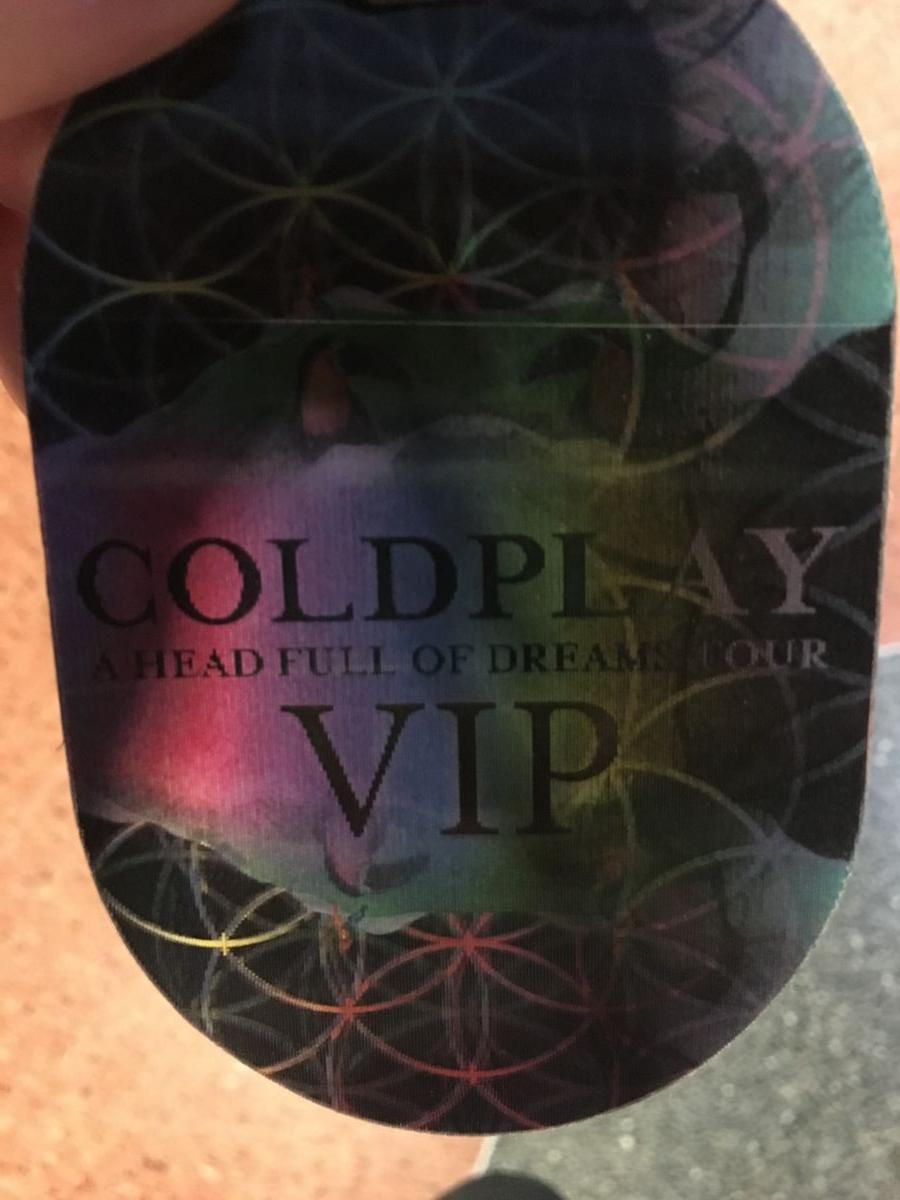 COLDPLAY
A HEAD FULL OF DREAMS TOUR
VIP